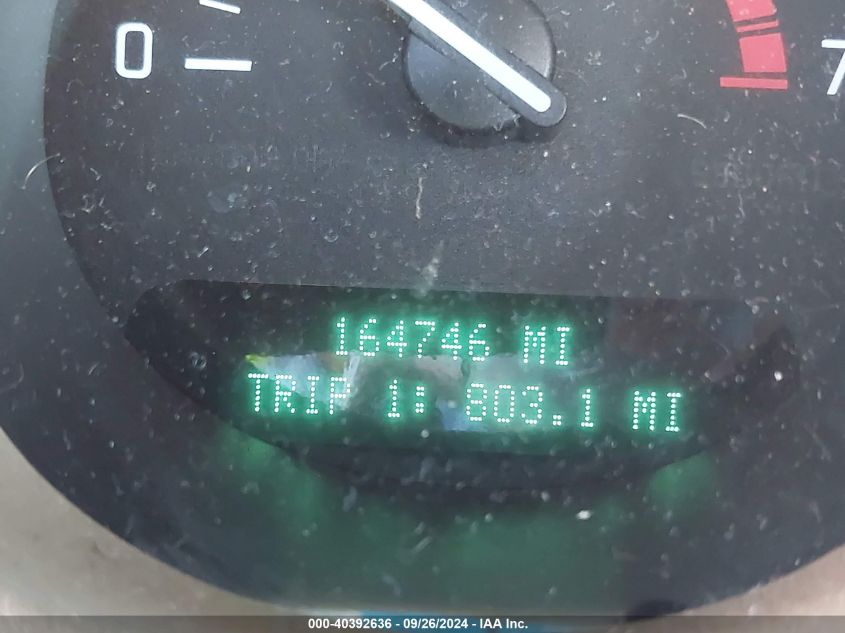 0
7
164746 MI
TRIP 1: 803.1 MI
000-40392636 - 09/26/2024 - IAA Inc.